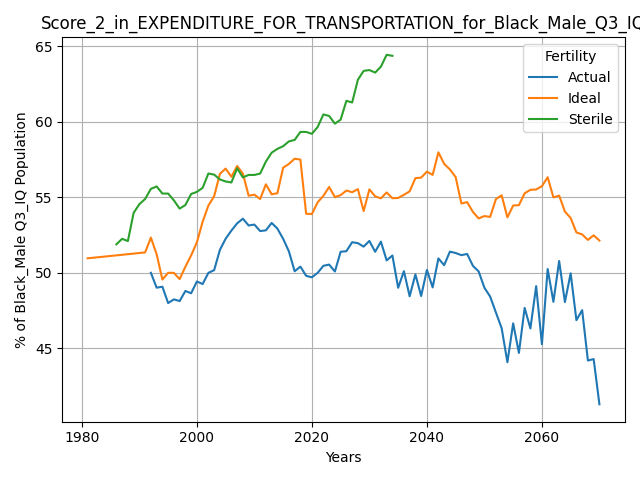 Score_2_in_EXPENDITURE_FOR_TRANSPORTATION_for_Black_Male_Q3_IQ
Fertility
Actual
Ideal
Sterile
% of Black_Male Q3_IQ Population
65
60
55
50
45
1980 2000 2020 2040 2060
Years